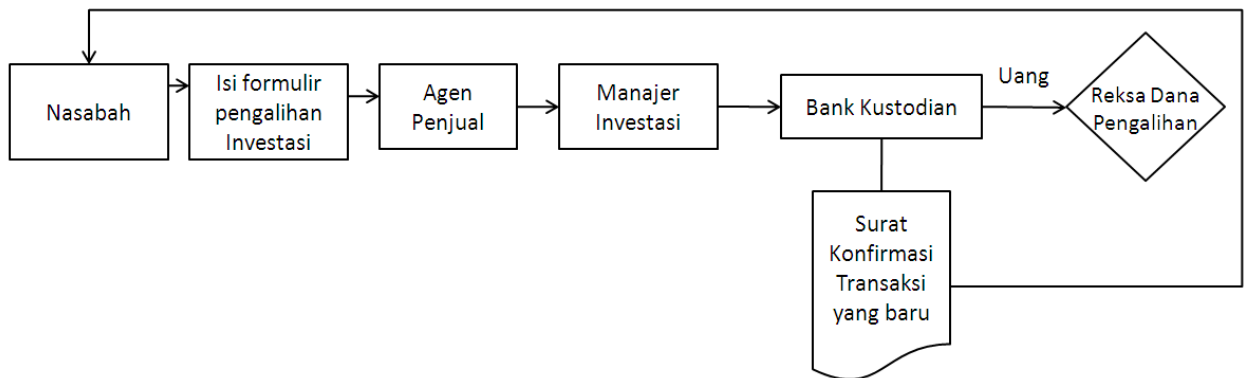 Nasabah
Isi formulir
pengalihan
Investasi
Agen
Penjual
Manajer
Investasi
Bank Kustodian
Uang
Reksa Dana
Pengalihan
Surat
Konfirmasi
Transaksi
yang baru